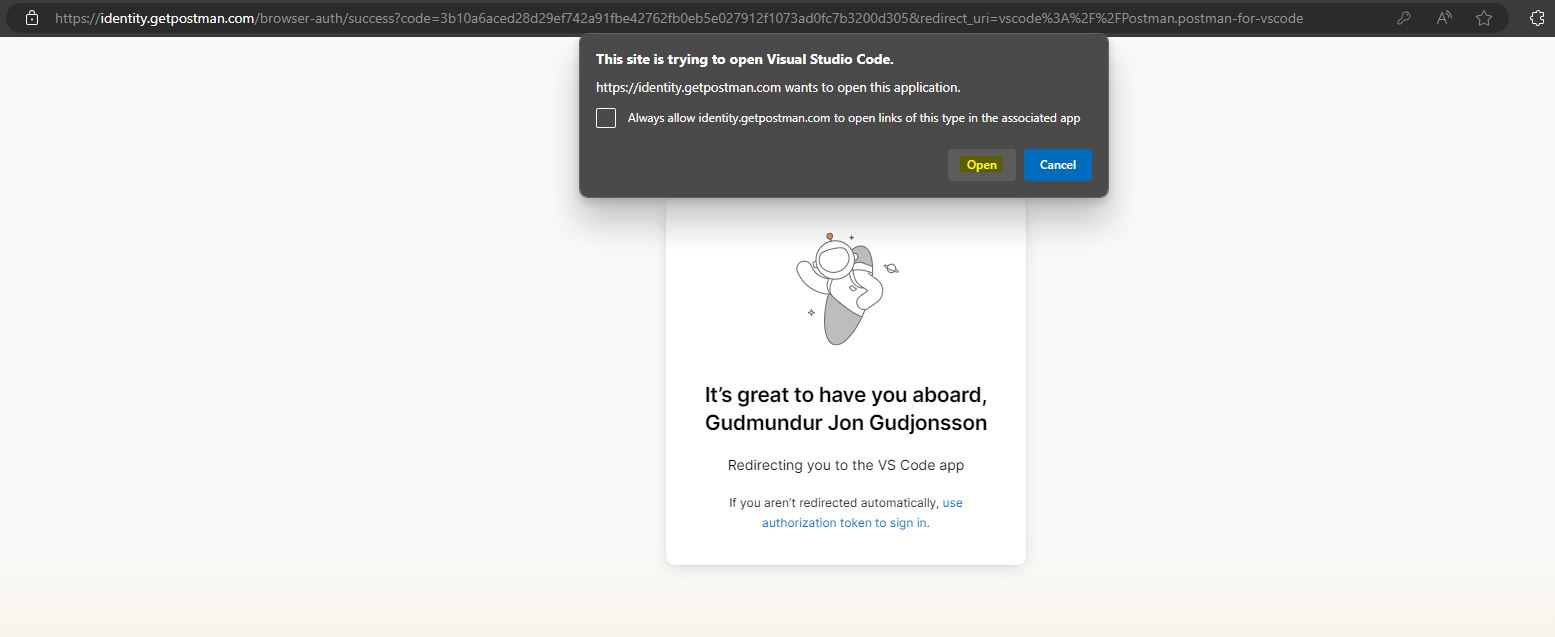 https://identity.getpostman.com/browser-auth/success?code=3b10a6aced28d29ef742a91fbe42762fb0eb5e027912f1073ad0fc7b3200d305&redirect_uri=vscode%3A%2F%2FPostman.postman-for-vscode
This site is trying to open Visual Studio Code.
https://identity.getpostman.com wants to open this application.
Always allow identity.getpostman.com to open links of this type in the associated app
Open Cancel
It's great to have you aboard,
Gudmundur Jon Gudjonsson
Redirecting you to the VS Code app
If you aren't redirected automatically, use
authorization token to sign in.